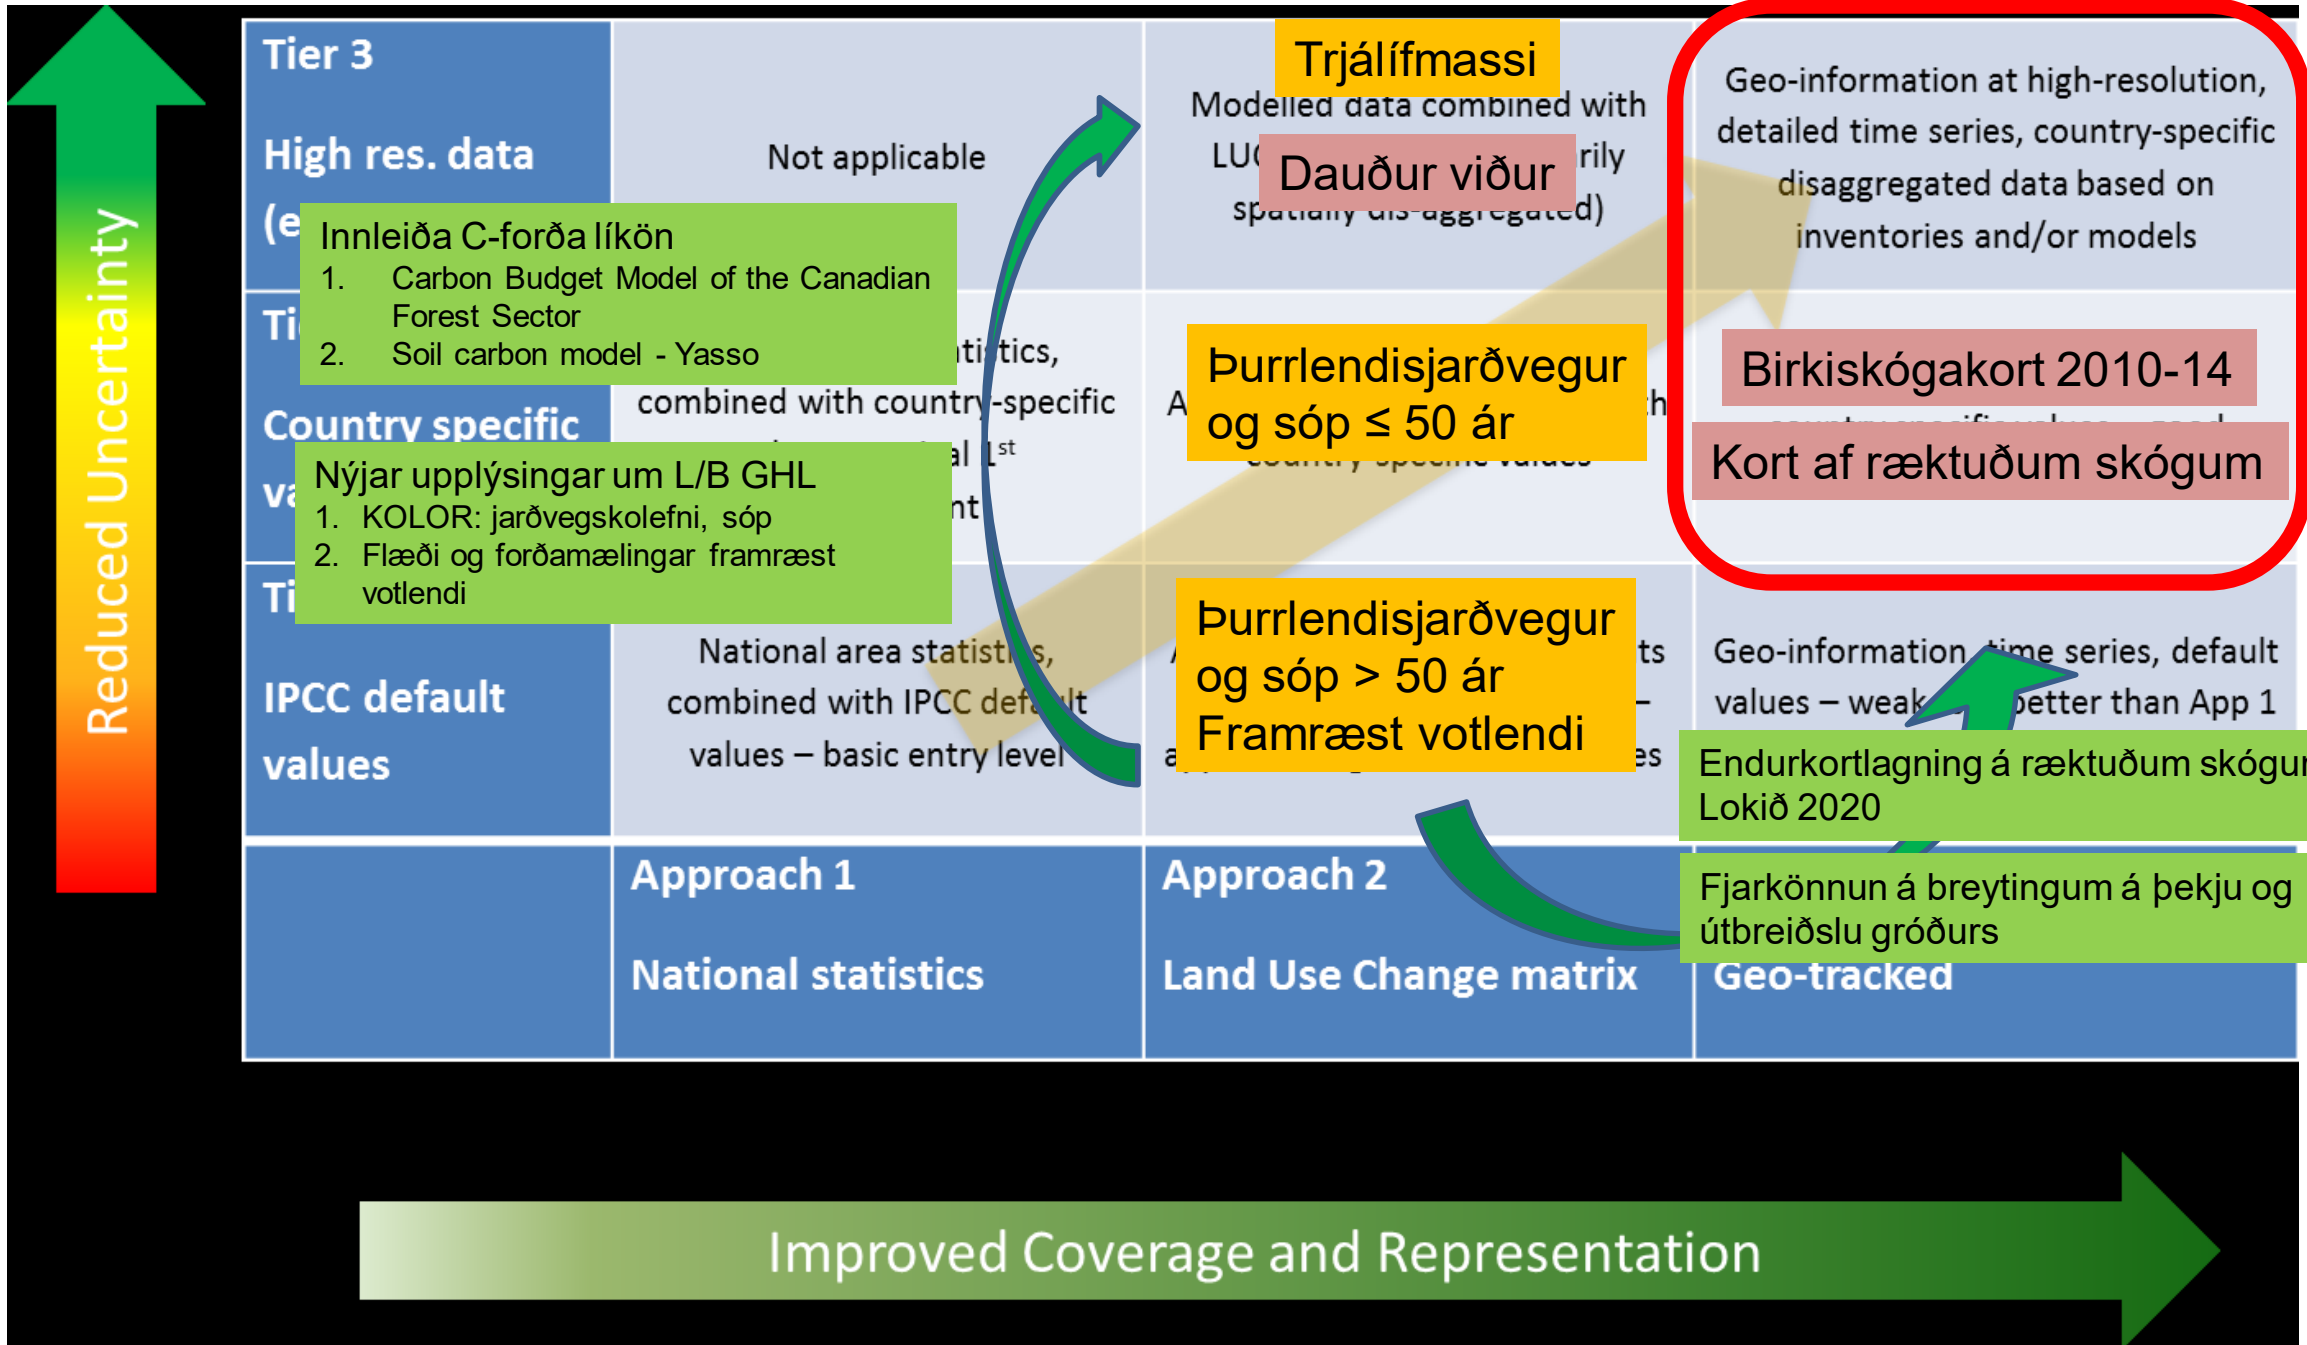 Reduced Uncertainty
Tier 3
High res. data
Not applicable
Trjálífmassi
Modelled data combined with
Dauður viður
spatially dis-aggregated)
Geo-information at high-resolution,
detailed time series, country-specific
disaggregated data based on
inventories and/or models
Innleiða C-forða líkön
1. Carbon Budget Model of the Canadian
Forest Sector
2. Soil carbon model - Yasso
Country specific
combined with country-specific
1st
Nýjar upplýsingar um L/B GHL
1. KOLOR: jarðvegskolefni, sóp
2. Flæði og forðamælingar framræst
votlendi
Þurrlendisjarðvegur
og sóp ≤ 50 ár
Birkiskógakort 2010-14
Kort af ræktuðum skógum
IPCC default
values
National area statistics,
combined with IPCC default
values – basic entry level
Þurrlendisjarðvegur
og sóp > 50 ár
Framræst votlendi
Geo-information, time series, default
values – weak better than App 1
Endurkortlagning á ræktuðum skógum
Lokið 2020
Fjarkönnun á breytingum á þekju og
útbreiðslu gróðurs
Approach 1
National statistics
Approach 2
Land Use Change matrix
Geo-tracked
Improved Coverage and Representation